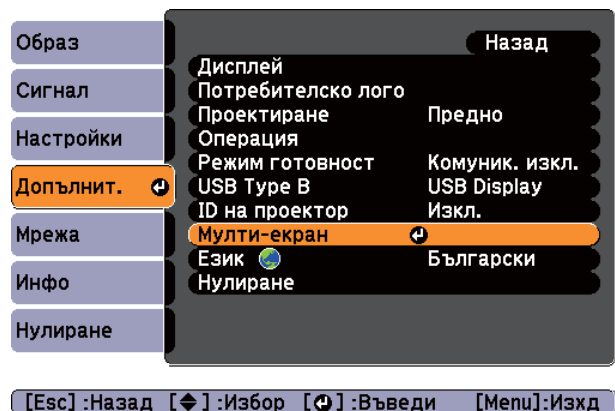 Образ
Сигнал
Настройки
Допълнит.
Мрежа
Инфо
Нулиране
Назад
Дисплей
Потребителско лого
Проектиране Предно
Операция
Режим готовност Комуник. изкл.
USB Type B USB Display
ID на проектор Изкл.
Мулти-екран
Език Български
Нулиране
[Esc] :Назад [◆] :Избор [↵] :Въведи [Menu]:Изхд